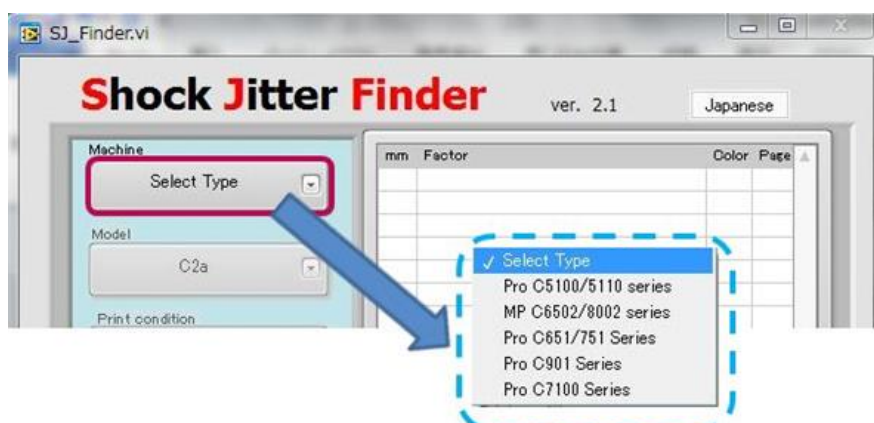 SJ_Finder.vi
Shock Jitter Finder
ver. 2.1
Japanese
Machine
Select Type
Model
C2a
Print condition
mm Factor Color Page
✓ Select Type
Pro C5100/5110 series
MP C6502/8002 series
Pro C651/751 Series
Pro C901 Series
Pro C7100 Series